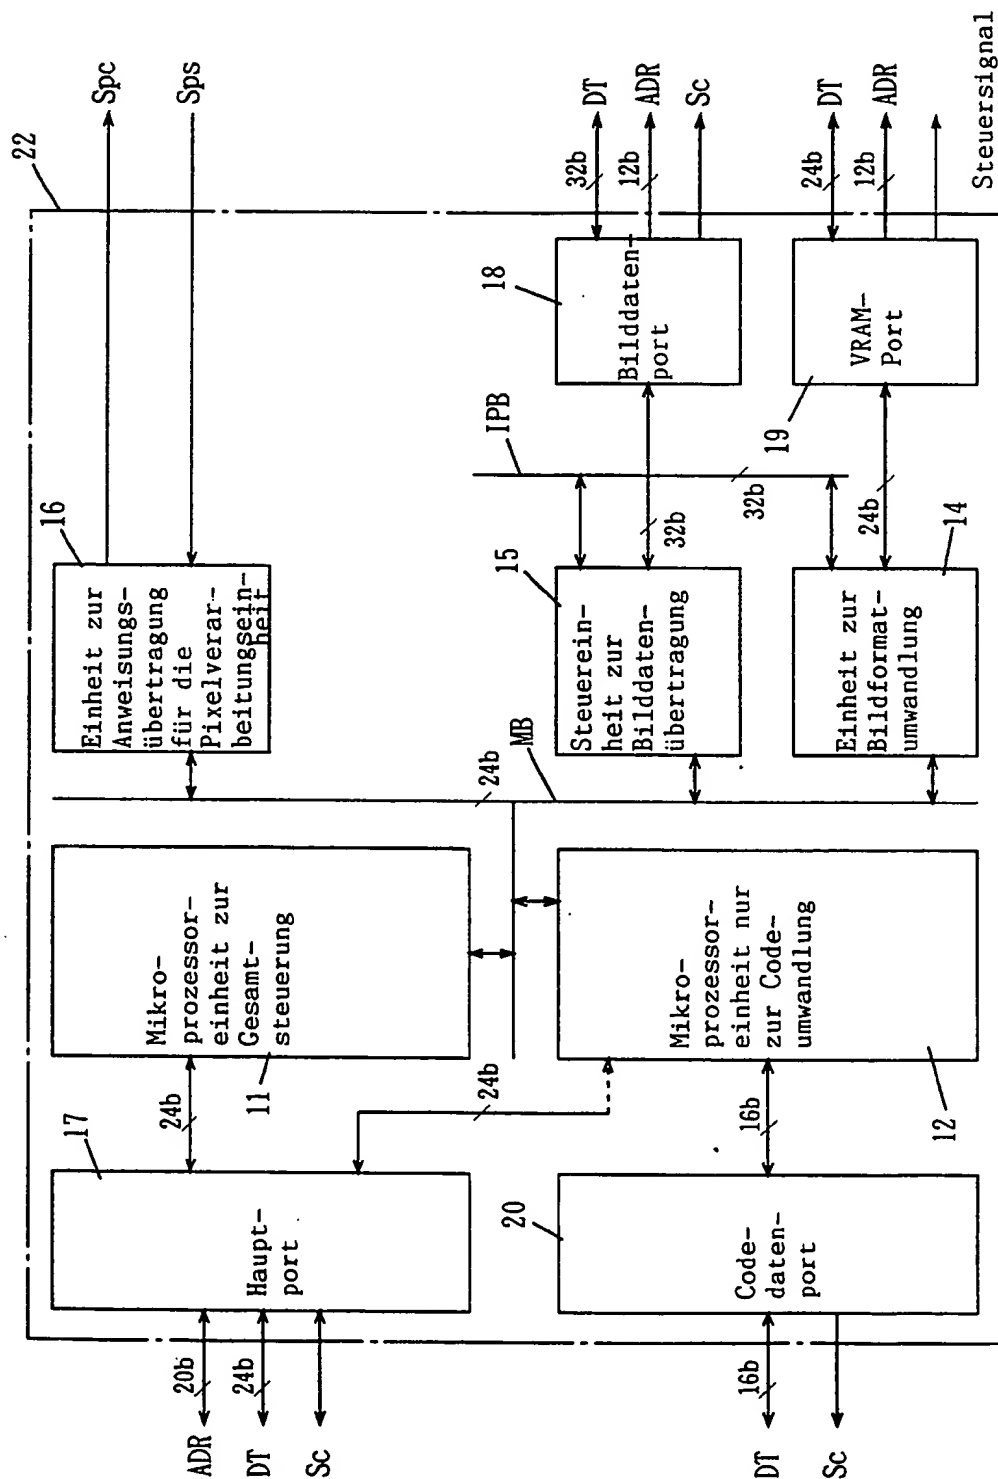 22
Spc
Sps
16
Einheit zur
Anweisungs-
übertragung
für die
Pixelverar-
beitungsein-
heit
17
Haupt-
port
ADR
20b
DT
24b
Sc
24b
11
Mikro-
prozessor-
einheit zur
Gesamt-
steuerung
24b
24b
MB
20
Code-
daten-
port
DT
16b
Sc
16b
12
Mikro-
prozessor-
einheit nur
zur Code-
umwandlung
15
Steuerein-
heit zur
Bilddaten-
übertragung
32b
IPB
32b
18
Bilddaten-
port
32b
DT
12b
ADR
Sc
14
Einheit zur
Bildformat-
umwandlung
24b
19
VRAM-
Port
24b
DT
12b
ADR
Steuersignal